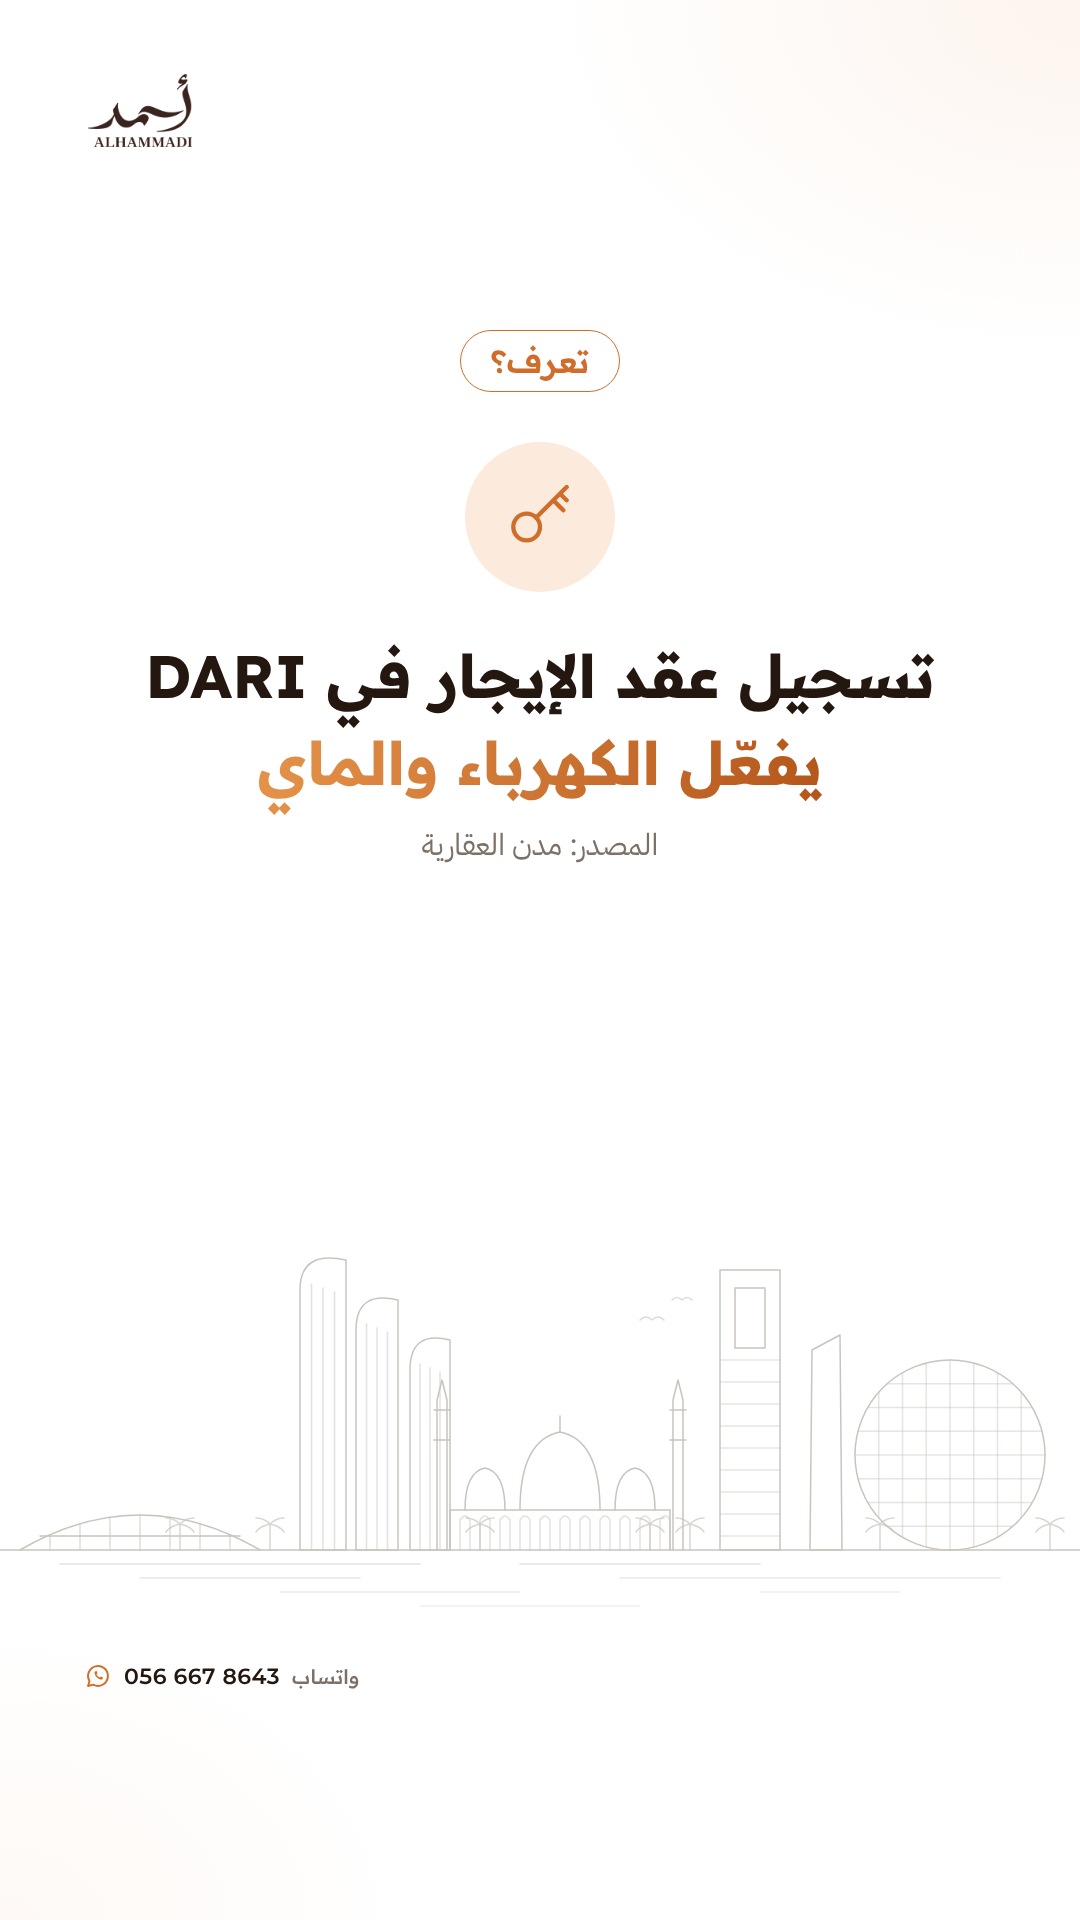 أحمد
ALHAMMADI
تعرف؟
تسجيل عقد الإيجار في DARI
يفعّل الكهرباء والماي
المصدر: مدن العقارية
056 667 8643 واتساب